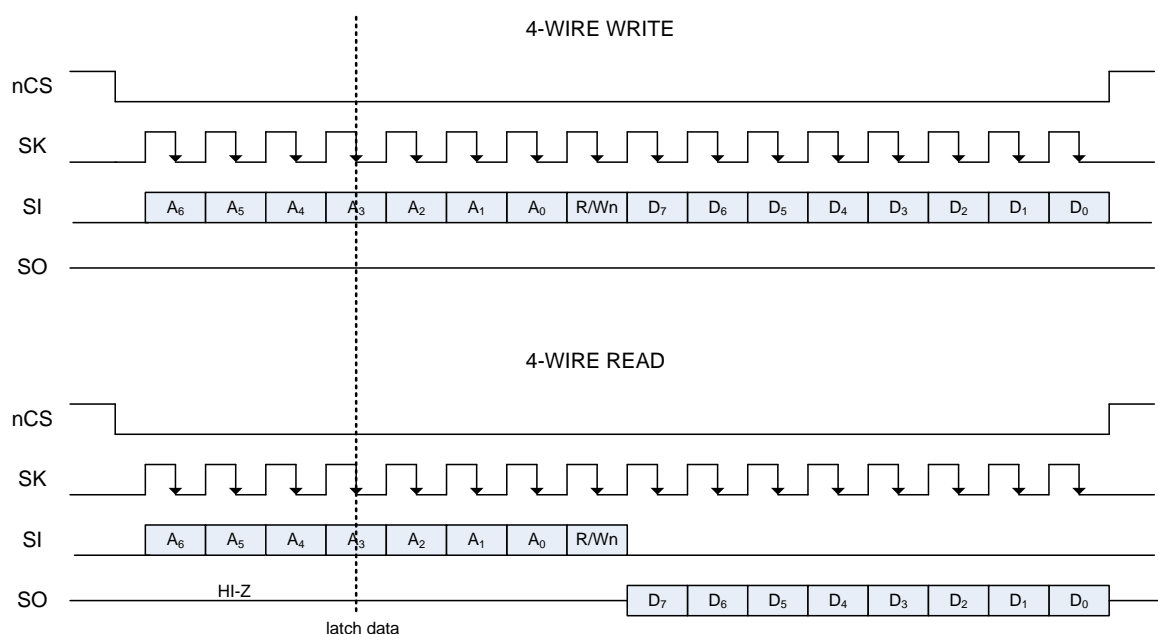 4-WIRE WRITE
nCS
SK
SI A₆ A₅ A₄ A₃ A₂ A₁ A₀ R/Wn D₇ D₆ D₅ D₄ D₃ D₂ D₁ D₀
SO
4-WIRE READ
nCS
SK
SI A₆ A₅ A₄ A₃ A₂ A₁ A₀ R/Wn
SO HI-Z D₇ D₆ D₅ D₄ D₃ D₂ D₁ D₀
latch data